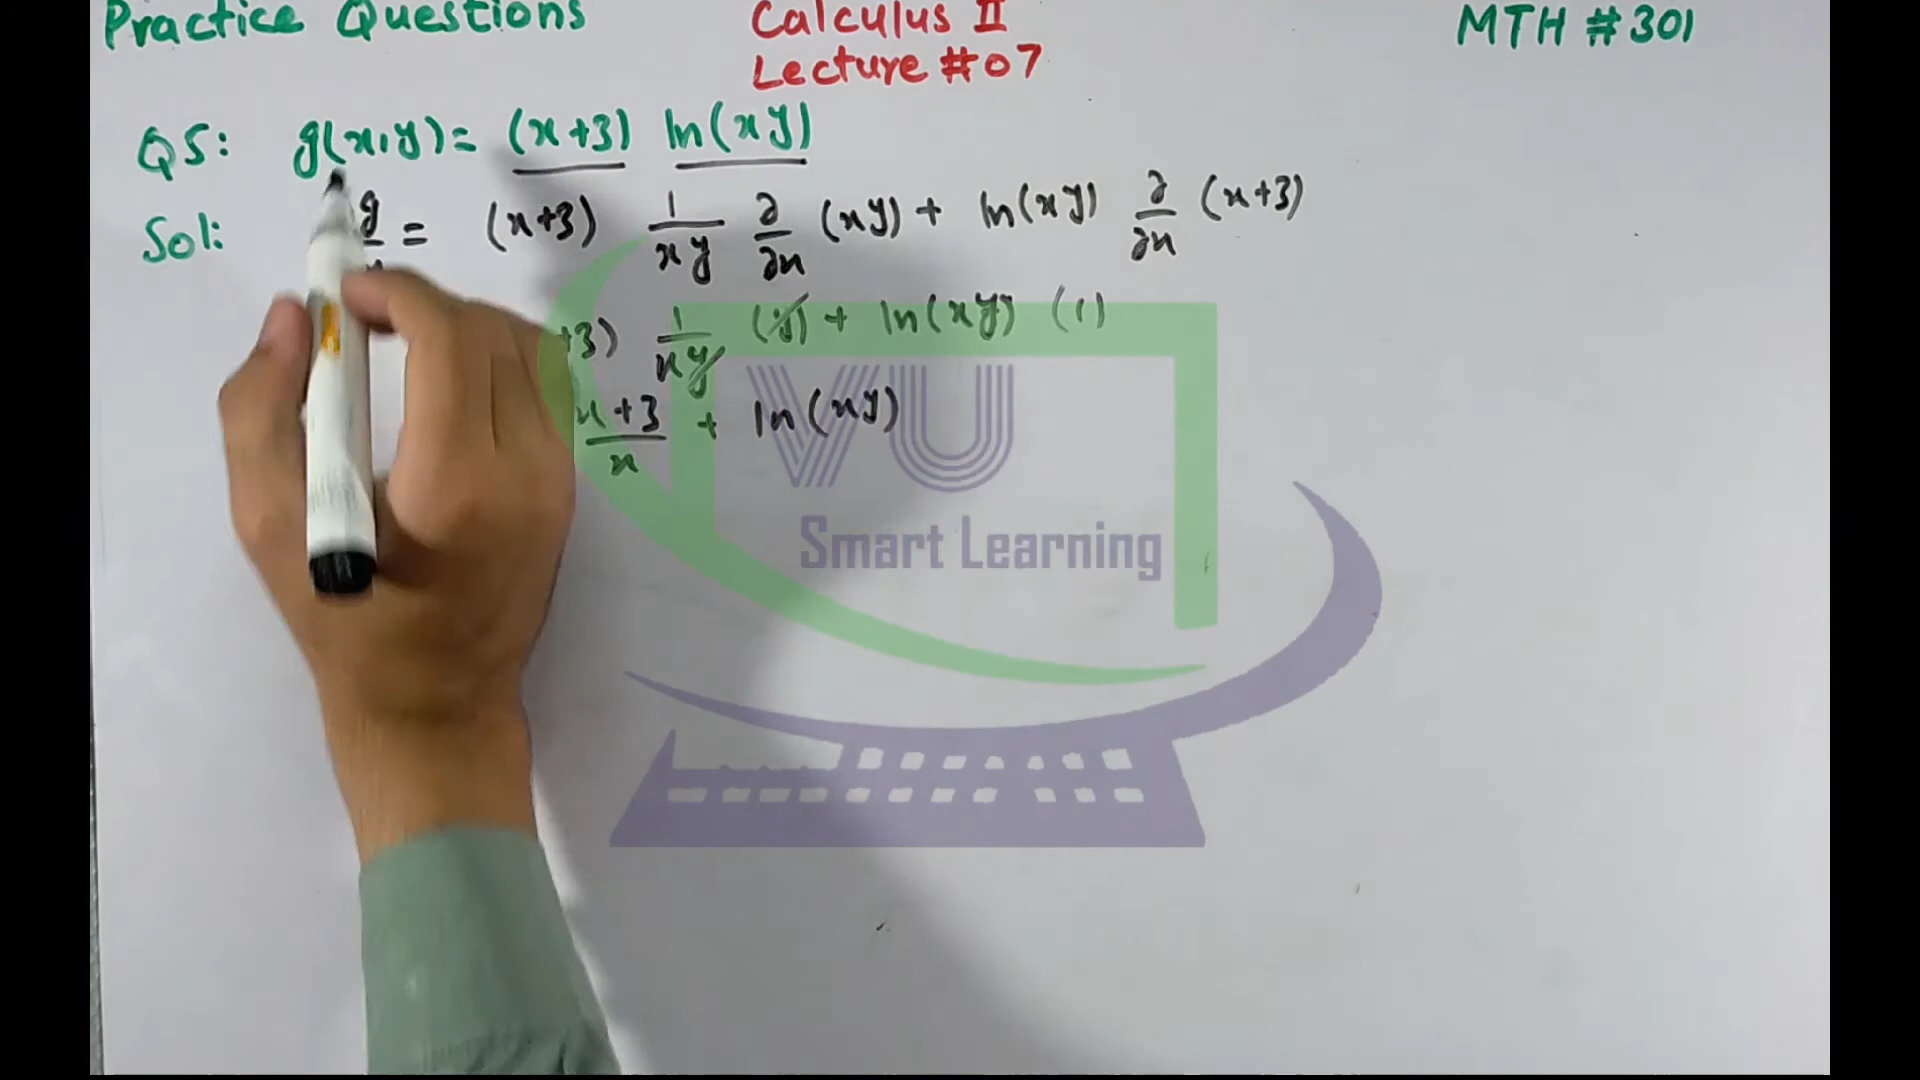 Practice Questions
Calculus II
MTH #301
Lecture #07
Q5: g(x,y)= (x+3) ln(xy)
Sol: g = (x+3) 1/xy ∂/∂x (xy) + ln(xy) ∂/∂x (x+3)
+3) 1/xy (y) + ln(xy) (1)
x+3/x + ln(xy)
VU
Smart Learning